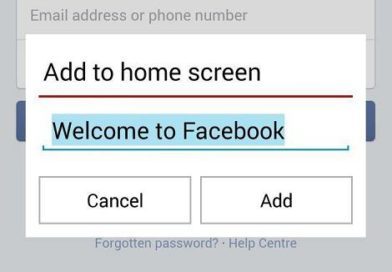 Email address or phone number
Add to home screen
Welcome to Facebook
Cancel Add
Forgotten password? · Help Centre